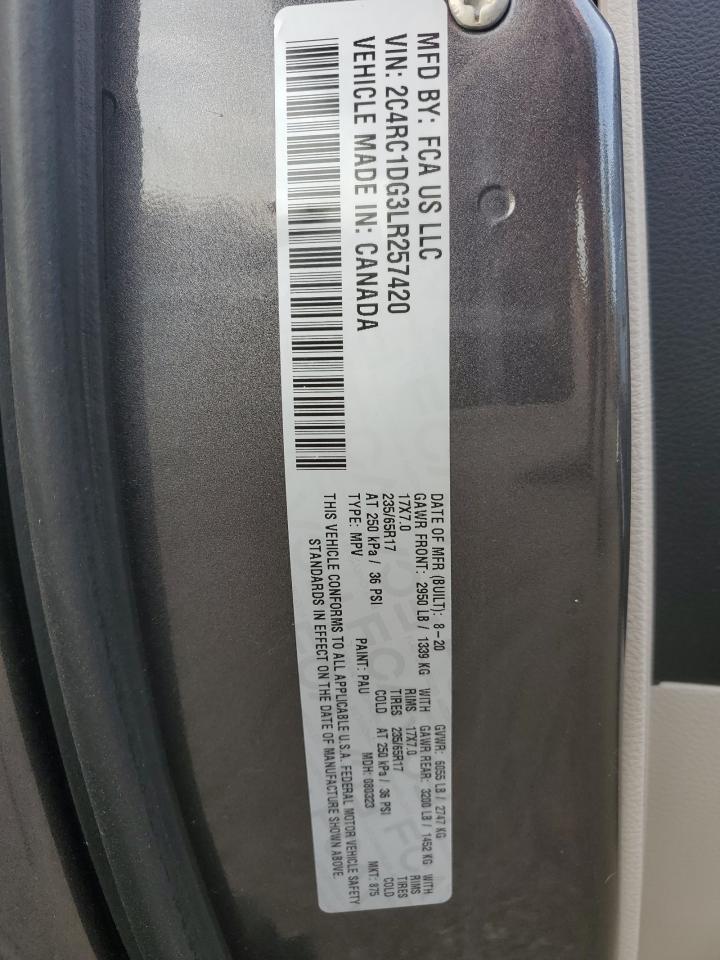 MFD BY: FCA US LLC
VIN: 2C4RC1DG3LR257420
VEHICLE MADE IN: CANADA
DATE OF MFR (BUILT): 8-20 GVWR: 6055 LB / 2747 KG
GAWR FRONT: 2950 LB / 1339 KG WITH GAWR REAR: 3200 LB / 1452 KG WITH
17X7.0 RIMS 17X7.0 RIMS
235/65R17 TIRES 235/65R17 TIRES
AT 250 kPa / 36 PSI COLD AT 250 kPa / 36 PSI COLD
TYPE: MPV PAINT: PAU MDH: 080323 MKT: 875
THIS VEHICLE CONFORMS TO ALL APPLICABLE U.S.A. FEDERAL MOTOR VEHICLE SAFETY
STANDARDS IN EFFECT ON THE DATE OF MANUFACTURE SHOWN ABOVE.